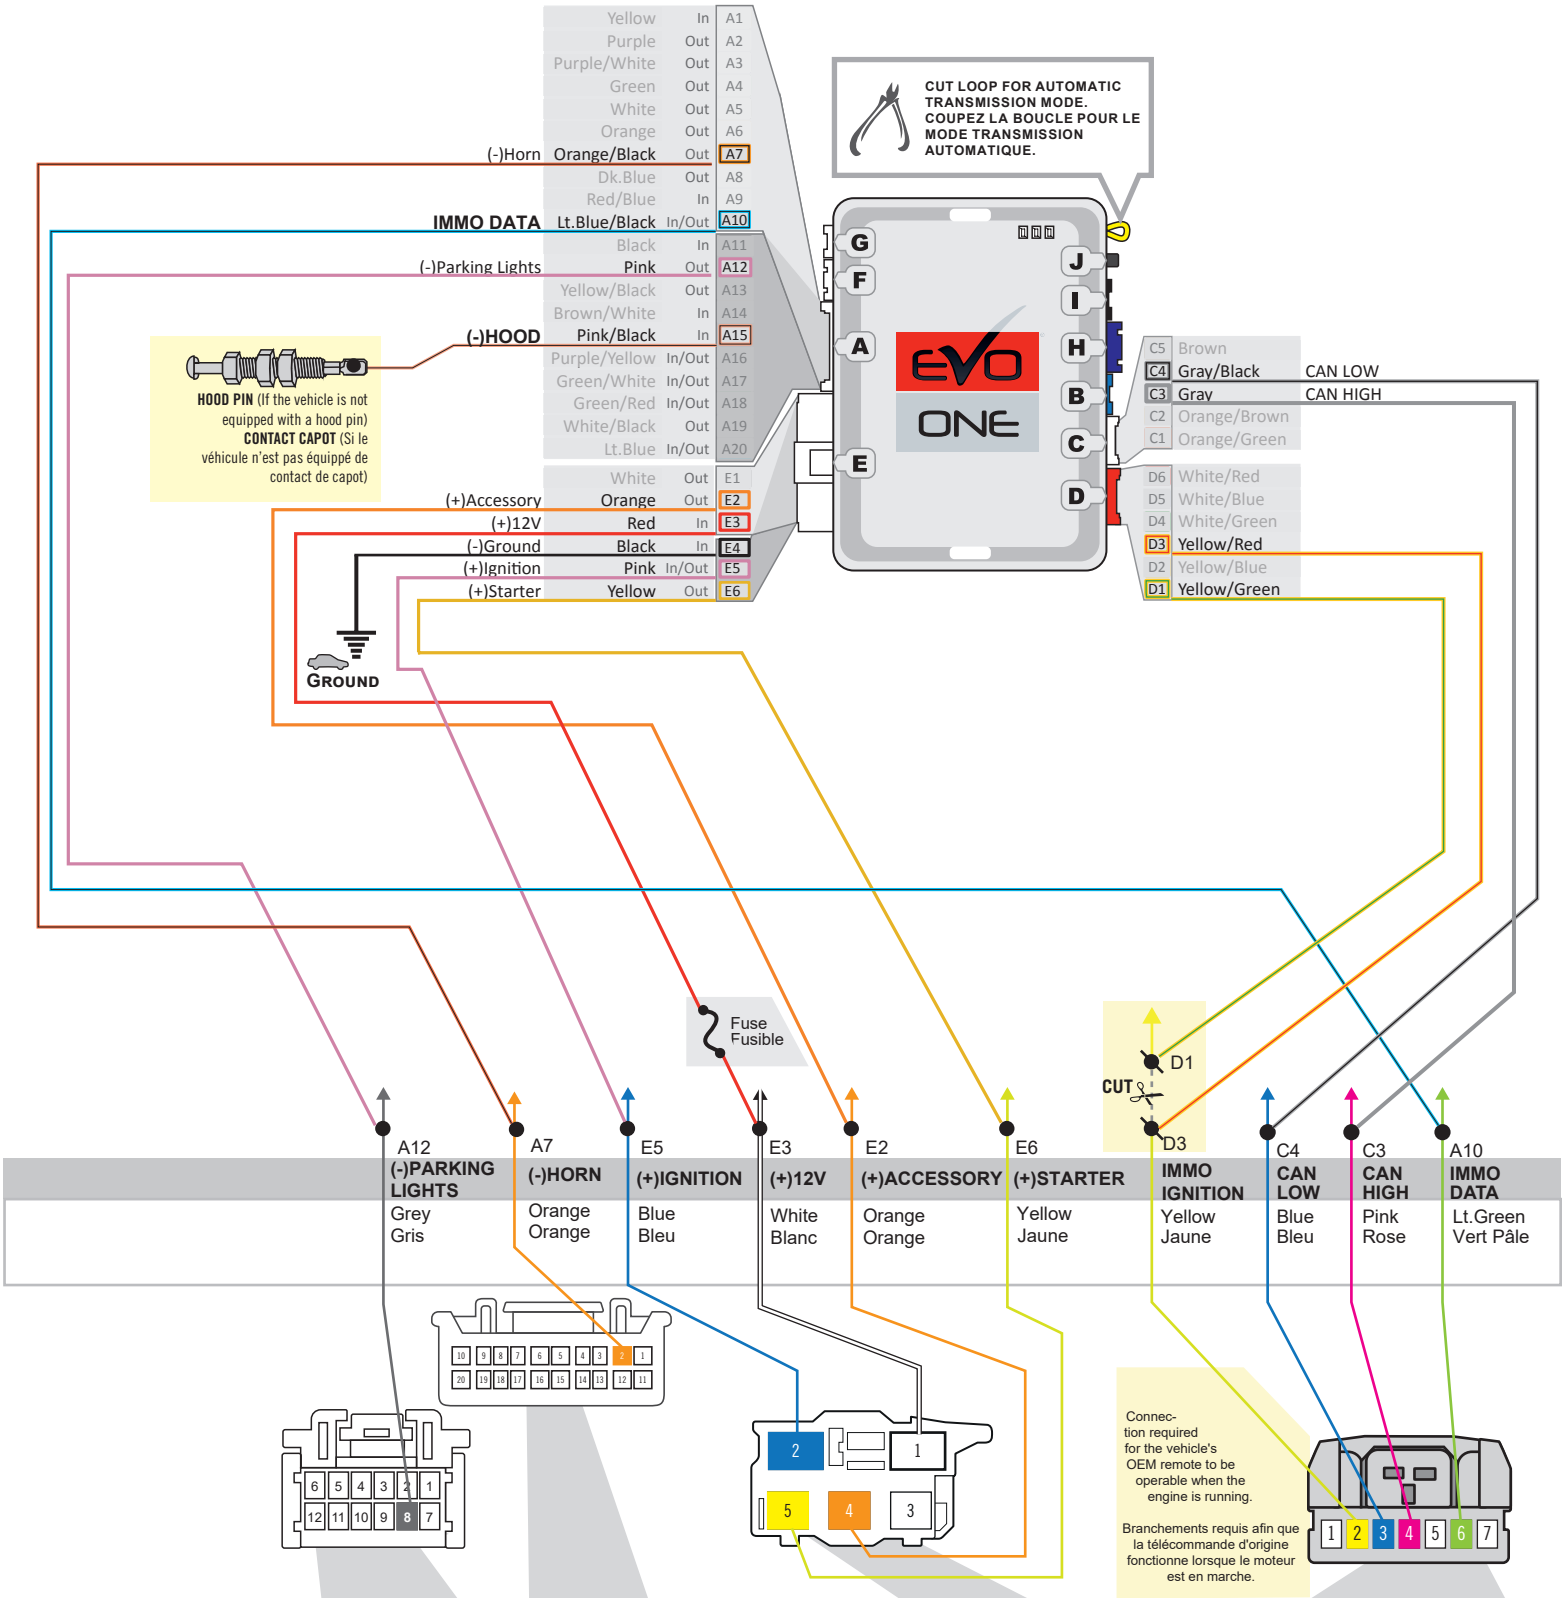 Yellow In A1
Purple Out A2
Purple/White Out A3
Green Out A4
White Out A5
Orange Out A6
(-)Horn Orange/Black Out A7
Dk.Blue Out A8
Red/Blue In A9
IMMO DATA Lt.Blue/Black In/Out A10
Black In A11
(-)Parking Lights Pink Out A12
Yellow/Black Out A13
Brown/White In A14
(-)HOOD Pink/Black In A15
Purple/Yellow In/Out A16
Green/White In/Out A17
Green/Red In/Out A18
White/Black Out A19
Lt.Blue In/Out A20
White Out E1
(+)Accessory Orange Out E2
(+)12V Red In E3
(-)Ground Black In E4
(+)Ignition Pink In/Out E5
(+)Starter Yellow Out E6
CUT LOOP FOR AUTOMATIC
TRANSMISSION MODE.
COUPEZ LA BOUCLE POUR LE
MODE TRANSMISSION
AUTOMATIQUE.
HOOD PIN (If the vehicle is not
equipped with a hood pin)
CONTACT CAPOT (Si le
véhicule n'est pas équippé de
contact de capot)
GROUND
G
F
A
E
J
I
H
B
C
D
EVO
ONE
C5 Brown
C4 Gray/Black CAN LOW
C3 Gray CAN HIGH
C2 Orange/Brown
C1 Orange/Green
D6 White/Red
D5 White/Blue
D4 White/Green
D3 Yellow/Red
D2 Yellow/Blue
D1 Yellow/Green
Fuse
Fusible
D1
CUT
D3
A12
(-)PARKING
LIGHTS
Grey
Gris
A7
(-)HORN
Orange
Orange
E5
(+)IGNITION
Blue
Bleu
E3
(+)12V
White
Blanc
E2
(+)ACCESSORY
Orange
Orange
E6
(+)STARTER
Yellow
Jaune
IMMO
IGNITION
Yellow
Jaune
C4
CAN
LOW
Blue
Bleu
C3
CAN
HIGH
Pink
Rose
A10
IMMO
DATA
Lt.Green
Vert Pâle
10 9 8 7 6 5 4 3 2 1
20 19 18 17 16 15 14 13 12 11
6 5 4 3 2 1
12 11 10 9 8 7
2 1
5 4 3
Connec-
tion required
for the vehicle's
OEM remote to be
operable when the
engine is running.
Branchements requis afin que
la télécommande d'origine
fonctionne lorsque le moteur
est en marche.
1 2 3 4 5 6 7